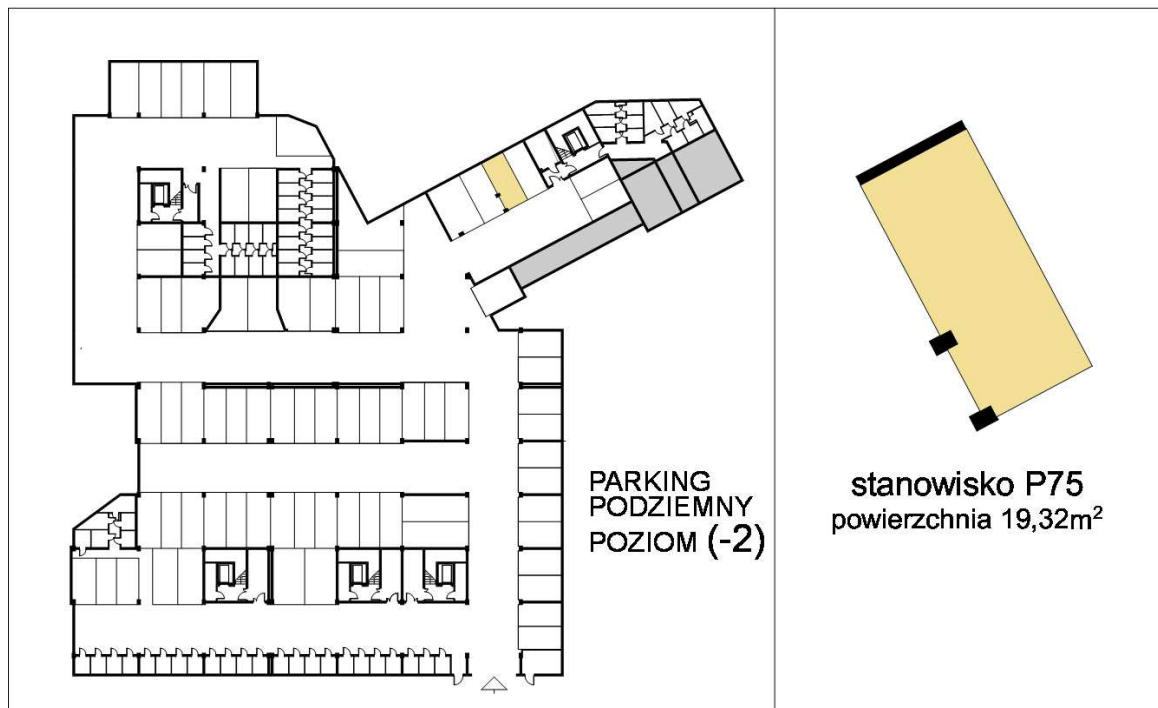 PARKING
PODZIEMNY
POZIOM (-2)
stanowisko P75
powierzchnia 19,32m²